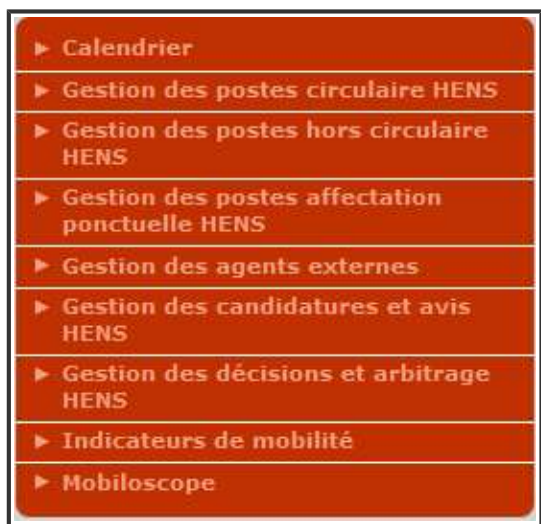 Calendrier
Gestion des postes circulaire HENS
Gestion des postes hors circulaire
HENS
Gestion des postes affectation
ponctuelle HENS
Gestion des agents externes
Gestion des candidatures et avis
HENS
Gestion des décisions et arbitrage
HENS
Indicateurs de mobilité
Mobiloscope